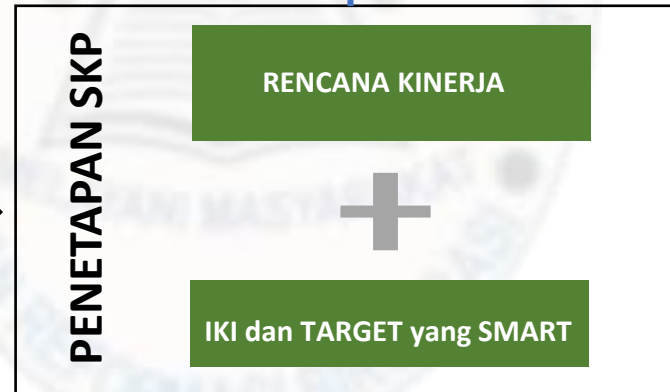 PENETAPAN SKP
RENCANA KINERJA
IKI dan TARGET yang SMART